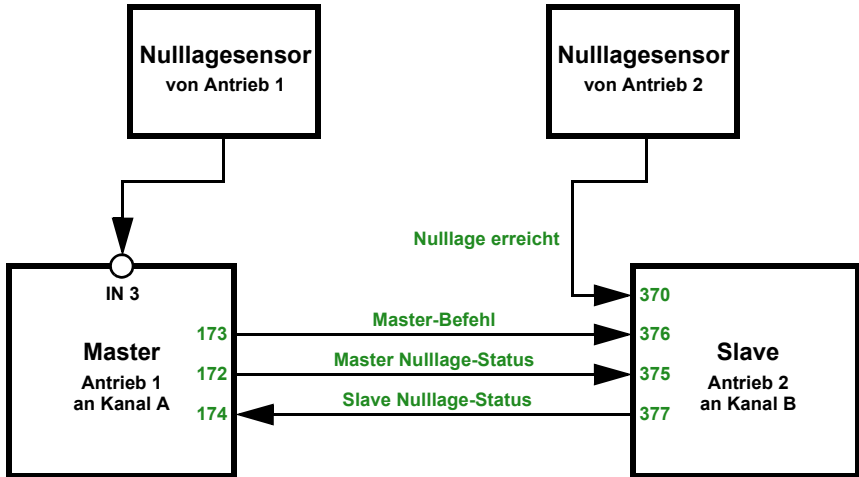 Nulllagesensor
von Antrieb 1
Nulllagesensor
von Antrieb 2
Nulllage erreicht
IN 3
370
173
Master-Befehl
376
Master
Antrieb 1
an Kanal A
172
Master Nulllage-Status
375
Slave
Antrieb 2
an Kanal B
174
Slave Nulllage-Status
377